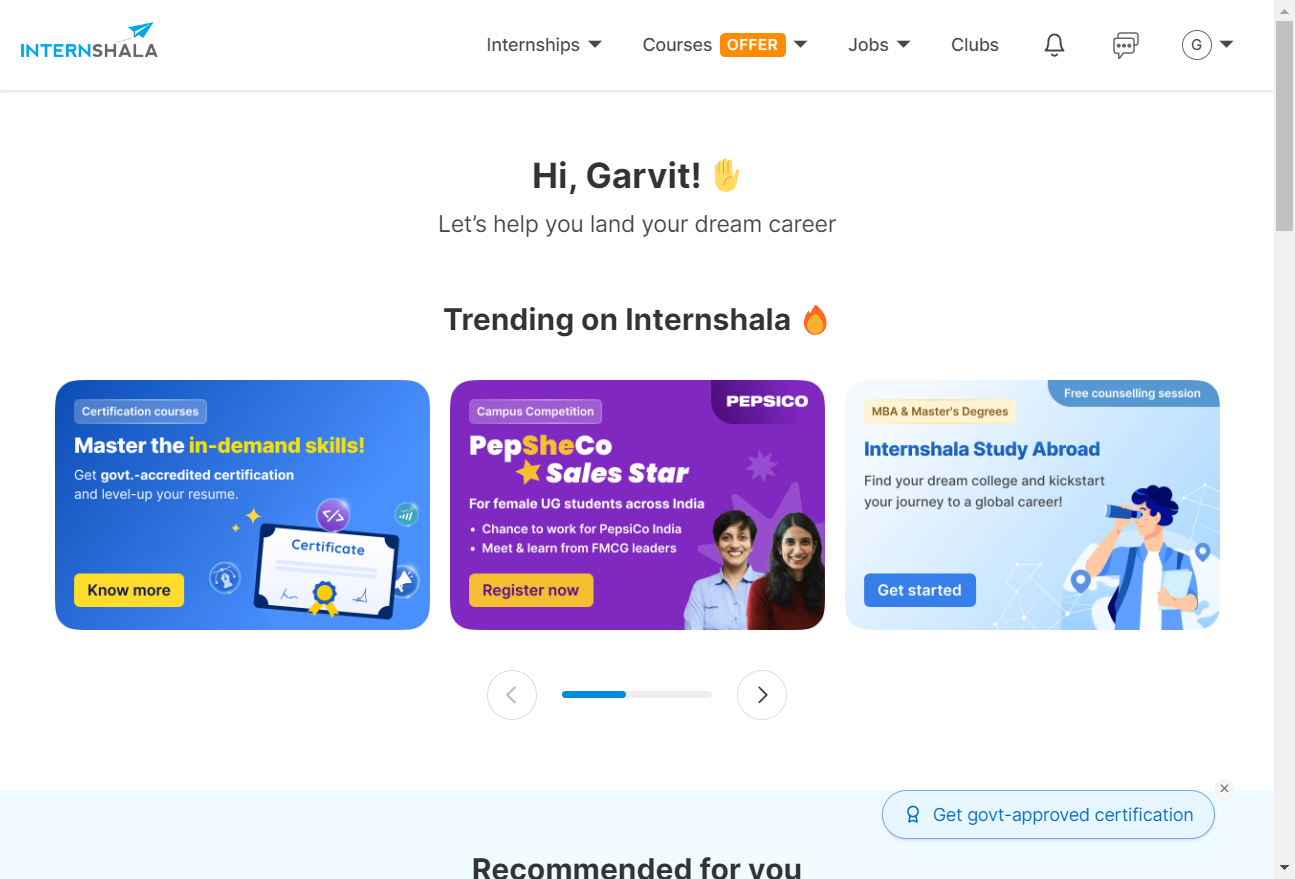 INTERNSHALA
Internships
Courses OFFER
Jobs
Clubs
G
Hi, Garvit!
Let’s help you land your dream career
Trending on Internshala
Certification courses
Master the in-demand skills!
Get govt.-accredited certification
and level-up your resume.
Certificate
Know more
PEPSICO
Campus Competition
PepSheCo
Sales Star
For female UG students across India
• Chance to work for PepsiCo India
• Meet & learn from FMCG leaders
Register now
Free counselling session
MBA & Master's Degrees
Internshala Study Abroad
Find your dream college and kickstart
your journey to a global career!
Get started
Get govt-approved certification
Recommended for you